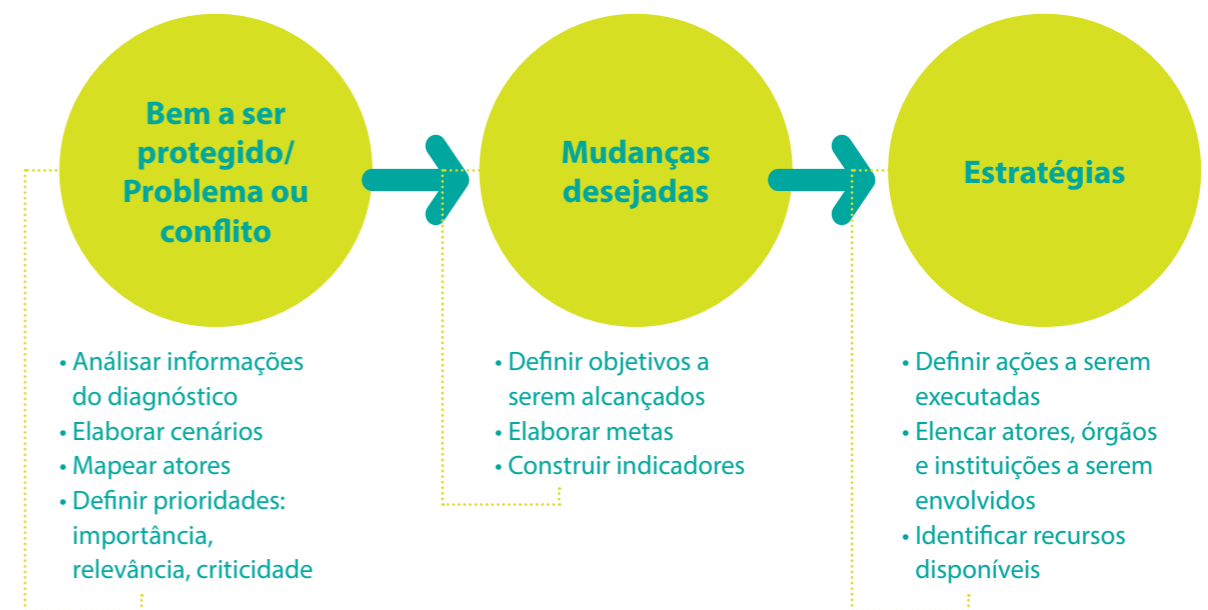 Bem a ser
protegido/
Problema ou
conflito
• Análisar informações
do diagnóstico
• Elaborar cenários
• Mapear atores
• Definir prioridades:
importância,
relevância, criticidade
Mudanças
desejadas
• Definir objetivos a
serem alcançados
• Elaborar metas
• Construir indicadores
Estratégias
• Definir ações a serem
executadas
• Elencar atores, órgãos
e instituições a serem
envolvidos
• Identificar recursos
disponíveis